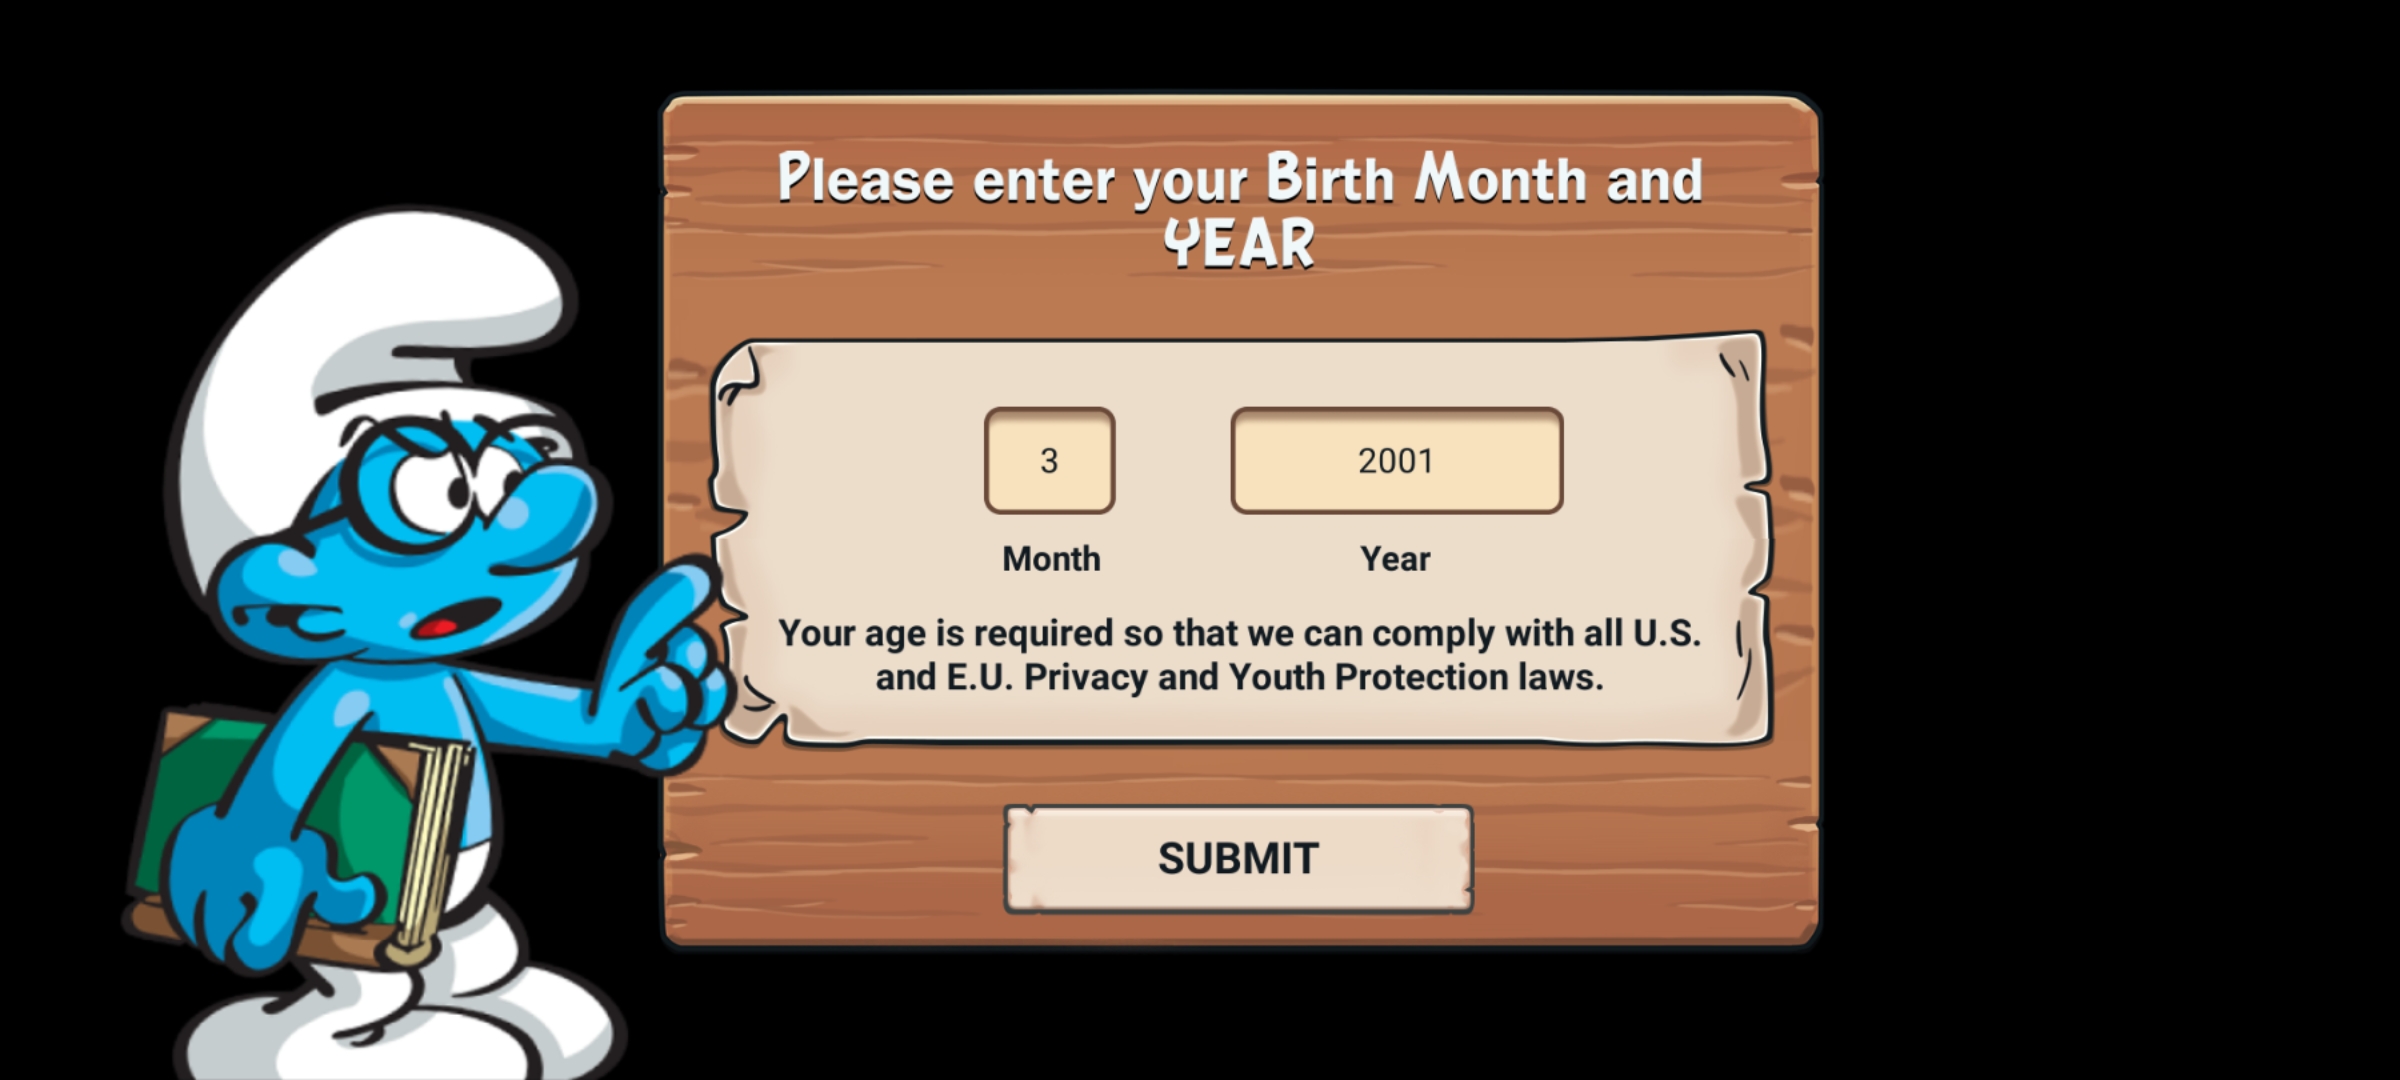 Please enter your Birth Month and
YEAR
3
2001
Month
Year
Your age is required so that we can comply with all U.S.
and E.U. Privacy and Youth Protection laws.
SUBMIT